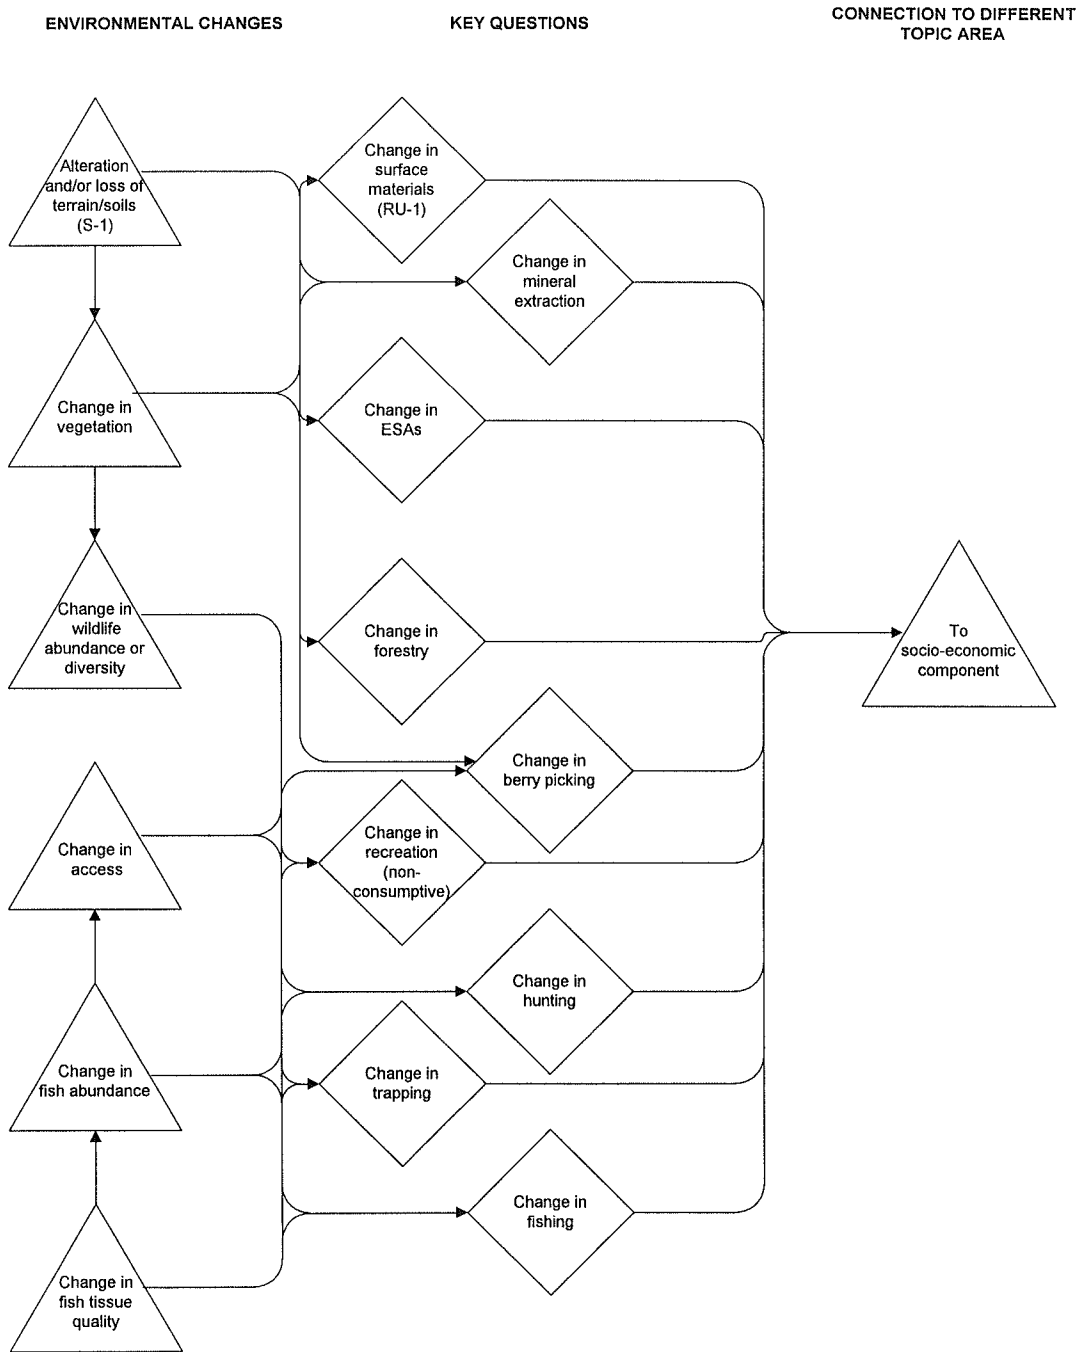 ENVIRONMENTAL CHANGES
KEY QUESTIONS
CONNECTION TO DIFFERENT
TOPIC AREA
Alteration
and/or loss of
terrain/soils
(S-1)
Change in
surface
materials
(RU-1)
Change in
mineral
extraction
Change in
vegetation
Change in
ESAs
Change in
wildlife
abundance or
diversity
Change in
forestry
To
socio-economic
component
Change in
berry picking
Change in
access
Change in
recreation
(non-
consumptive)
Change in
hunting
Change in
fish abundance
Change in
trapping
Change in
fishing
Change in
fish tissue
quality